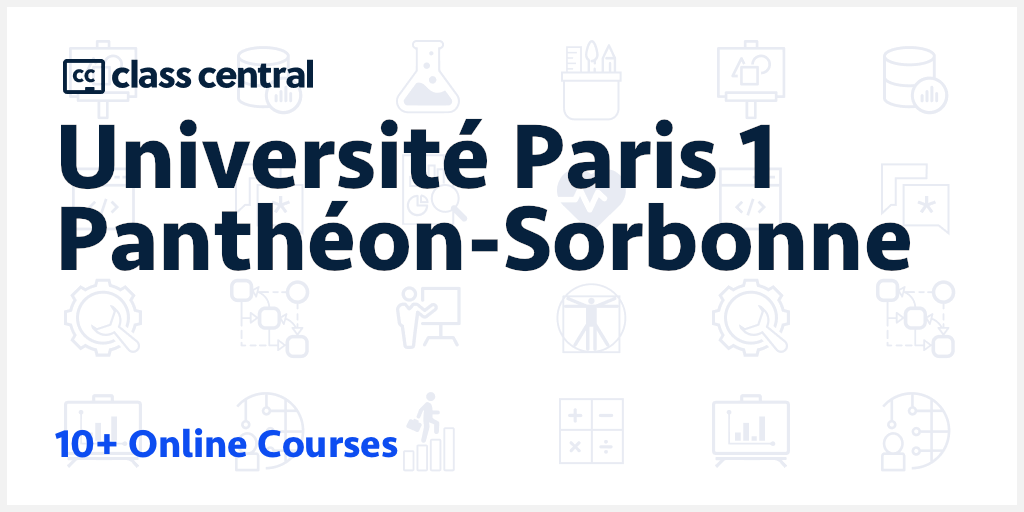 cc class central
Université Paris 1
Panthéon-Sorbonne
10+ Online Courses